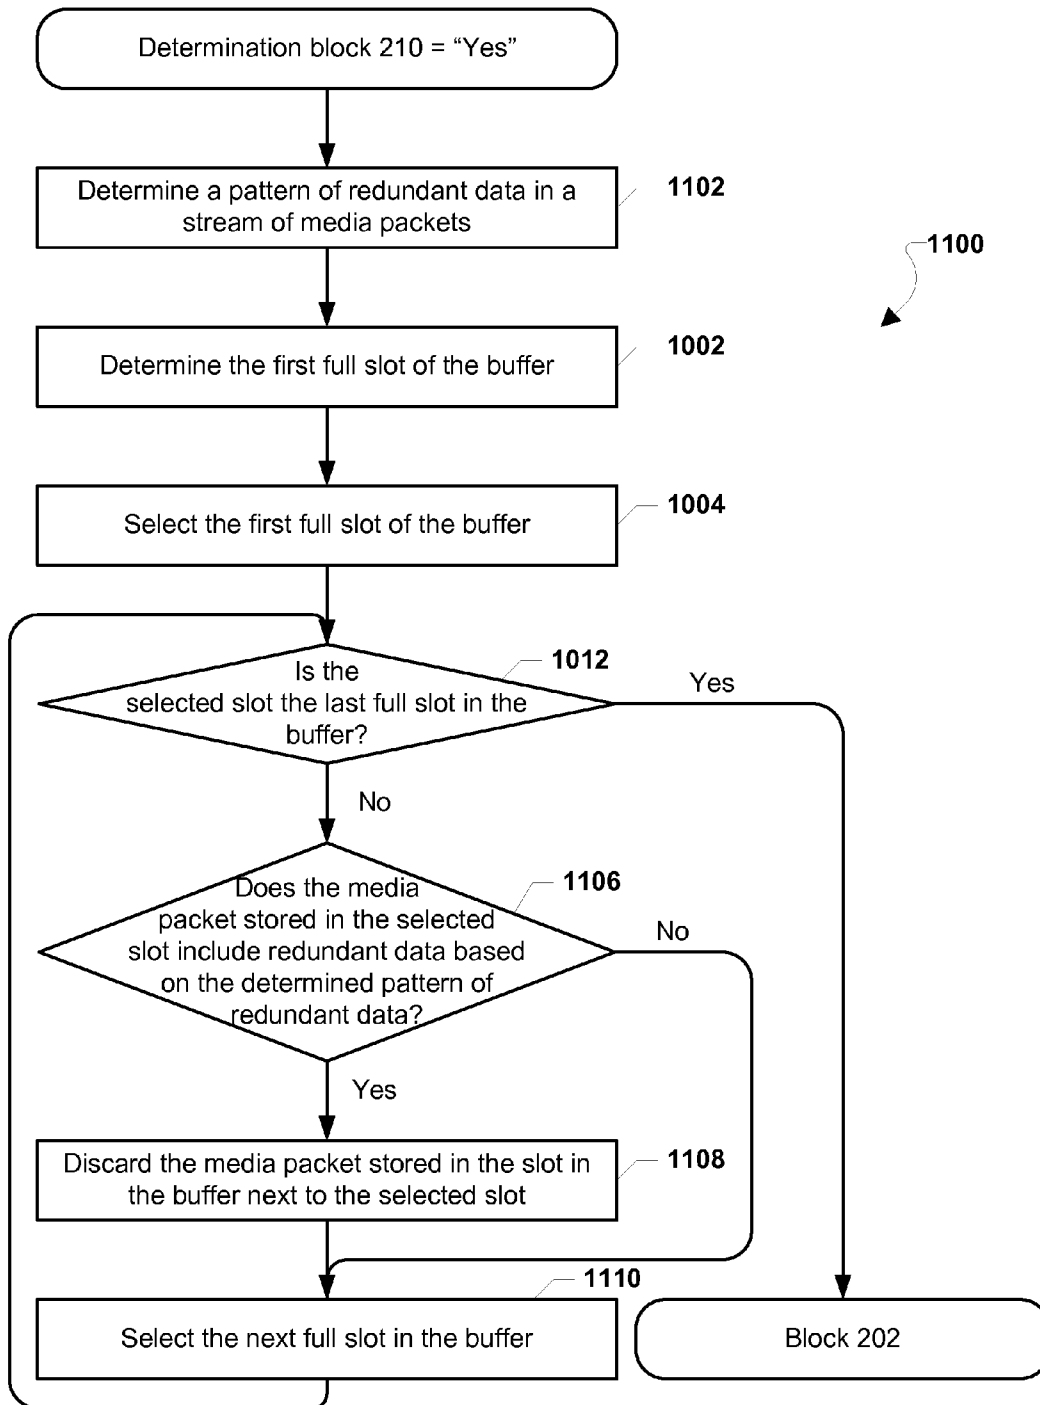 Determination block 210 = “Yes”
Determine a pattern of redundant data in a
stream of media packets
1102
1100
Determine the first full slot of the buffer
1002
Select the first full slot of the buffer
1004
Is the
selected slot the last full slot in the
buffer?
1012
Yes
No
Does the media
packet stored in the selected
slot include redundant data based
on the determined pattern of
redundant data?
1106
No
Yes
Discard the media packet stored in the slot in
the buffer next to the selected slot
1108
Select the next full slot in the buffer
1110
Block 202